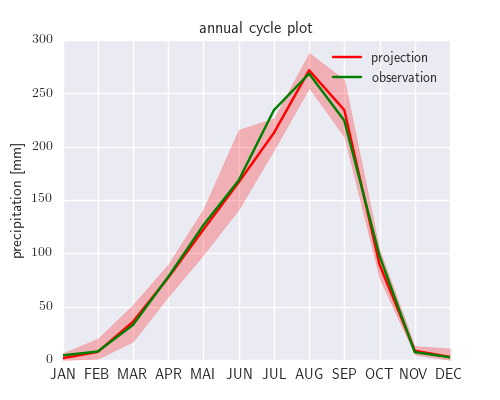 annual cycle plot
projection
observation
precipitation [mm]
300
250
200
150
100
50
0
JAN FEB MAR APR MAI JUN JUL AUG SEP OCT NOV DEC